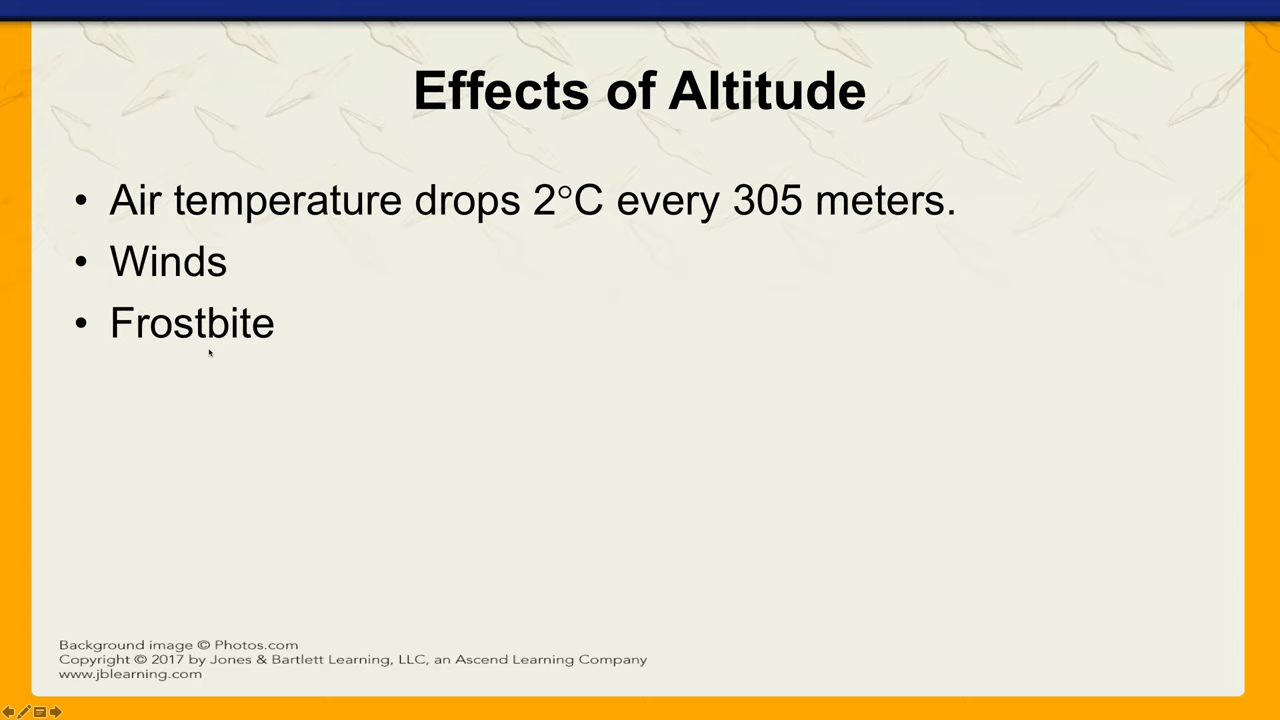 Effects of Altitude
• Air temperature drops 2°C every 305 meters.
• Winds
• Frostbite
Background image © Photos.com
Copyright © 2017 by Jones & Bartlett Learning, LLC, an Ascend Learning Company
www.jblearning.com